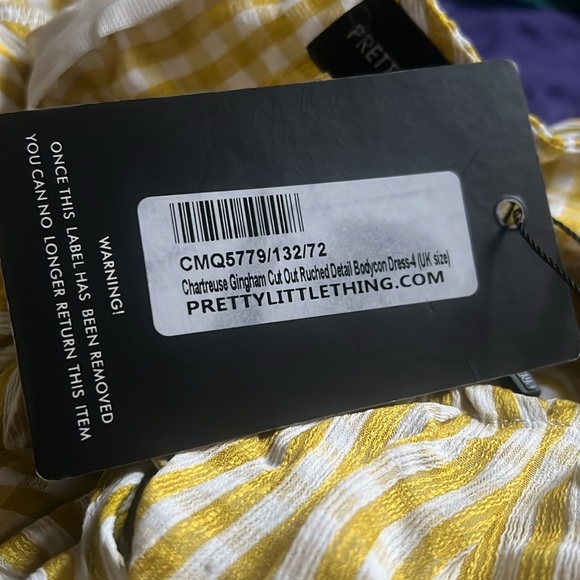 PRETT
WARNING!
ONCE THIS LABEL HAS BEEN REMOVED
YOU CAN NO LONGER RETURN THIS ITEM
CMQ5779/132/72
Chartreuse Gingham Cut Out Ruched Detail Bodycon Dress-4 (UK size)
PRETTYLITTLETHING.COM